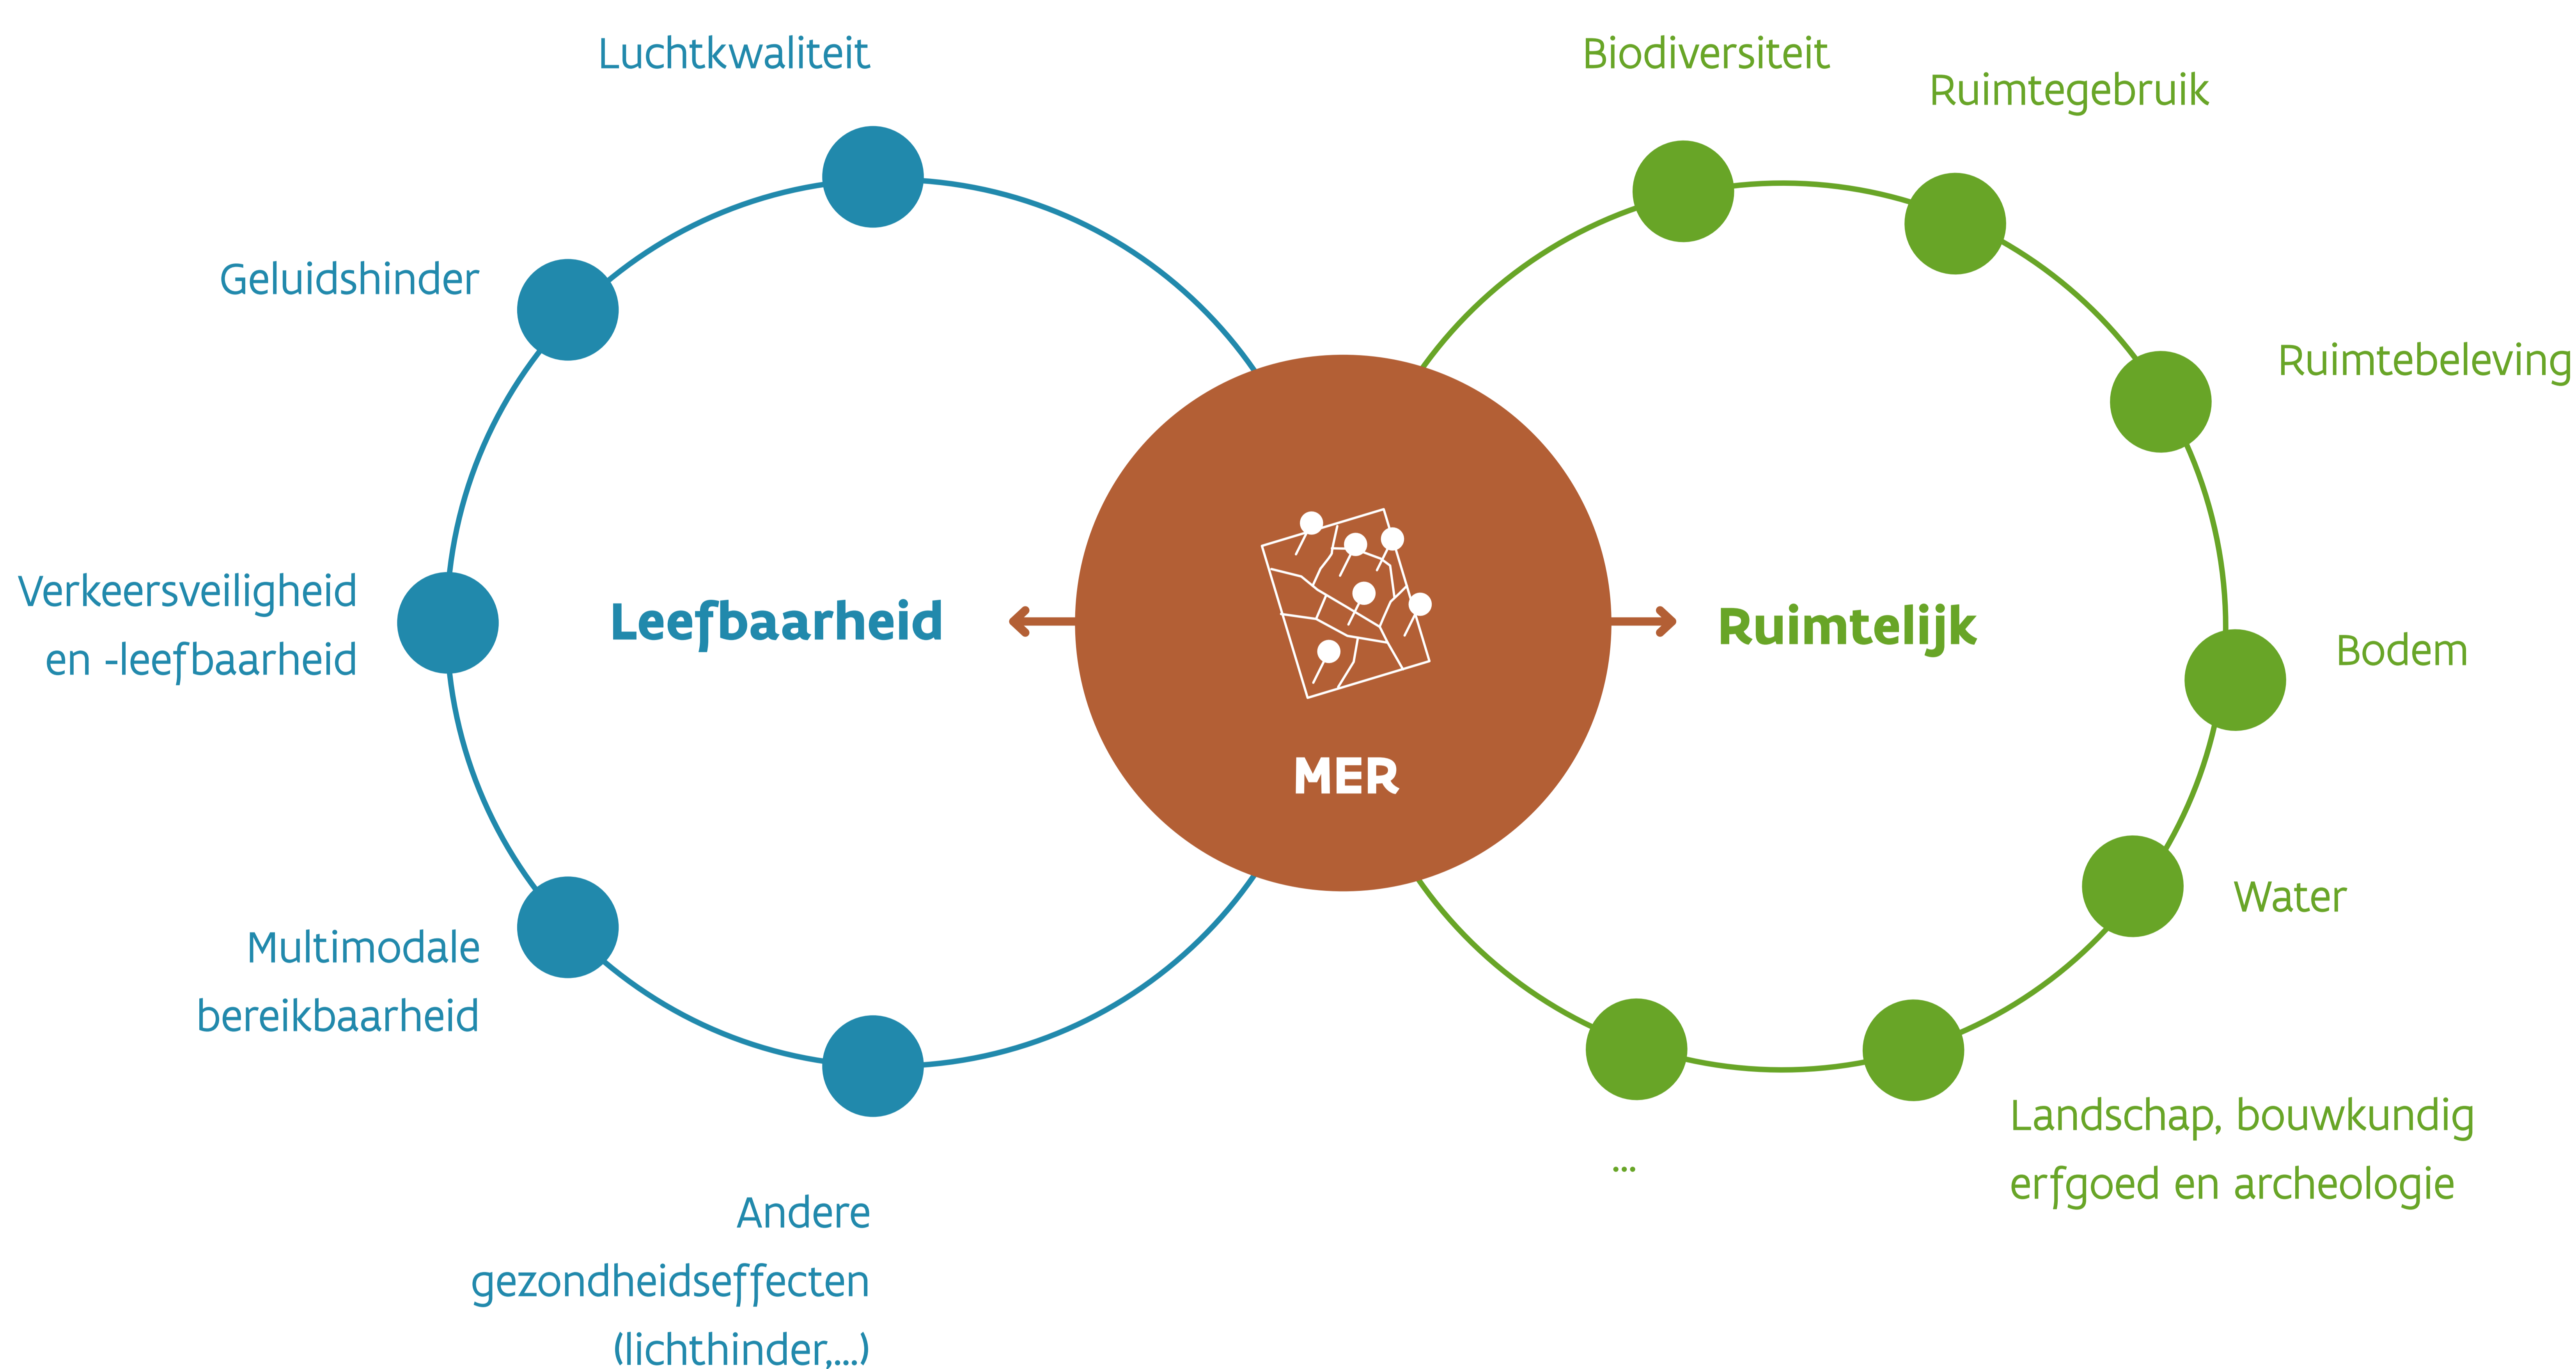 Luchtkwaliteit
Geluidshinder
Verkeersveiligheid
en -leefbaarheid
Multimodale
bereikbaarheid
Andere
gezondheidseffecten
(lichthinder,...)
Leefbaarheid
MER
Ruimtelijk
Biodiversiteit
Ruimtegebruik
Ruimtebeleving
Bodem
Water
Landschap, bouwkundig
erfgoed en archeologie
...